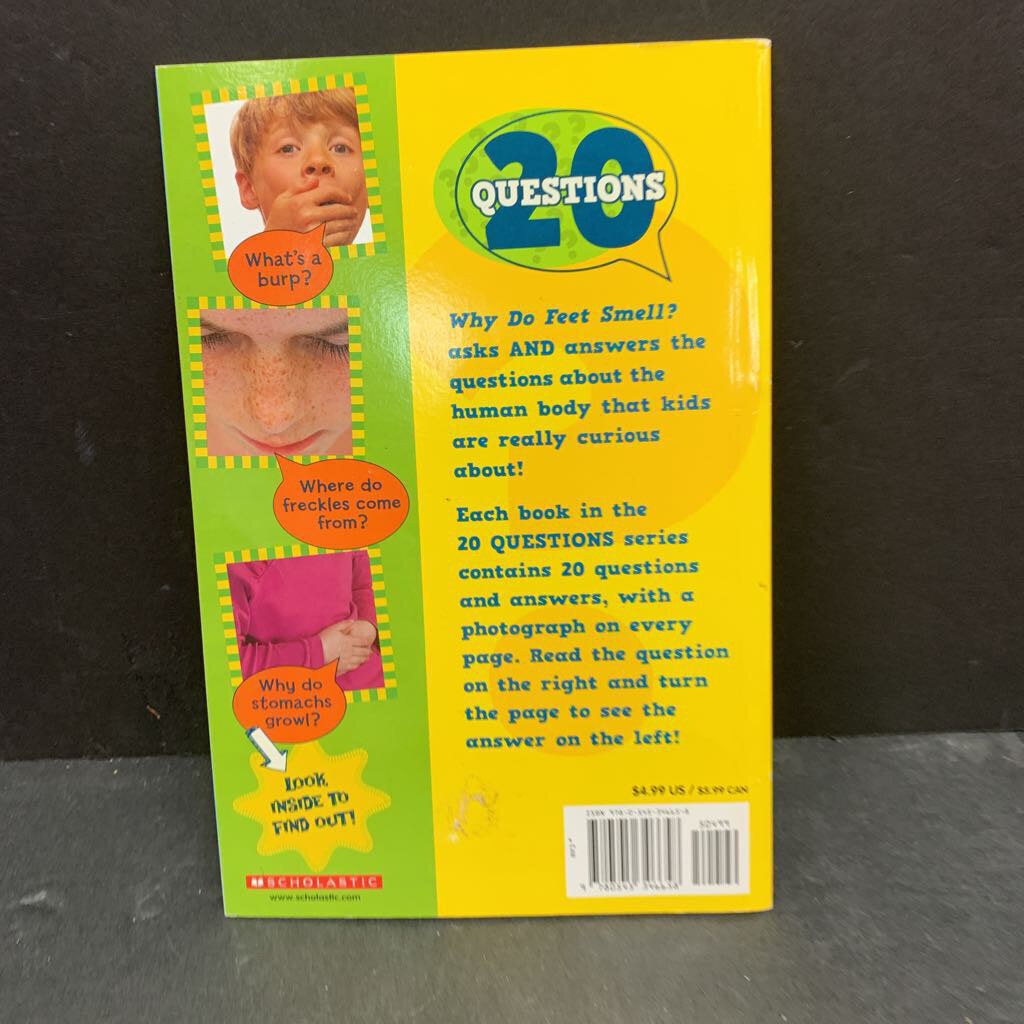 What's a
burp?
Where do
freckles come
from?
Why do
stomachs
growl?
LOOK
INSIDE TO
FIND OUT!
SCHOLASTIC
www.scholastic.com
20
QUESTIONS
Why Do Feet Smell?
asks AND answers the
questions about the
human body that kids
are really curious
about!
Each book in the
20 QUESTIONS series
contains 20 questions
and answers, with a
photograph on every
page. Read the question
on the right and turn
the page to see the
answer on the left!
$4.99 US / $5.99 CAN
50499